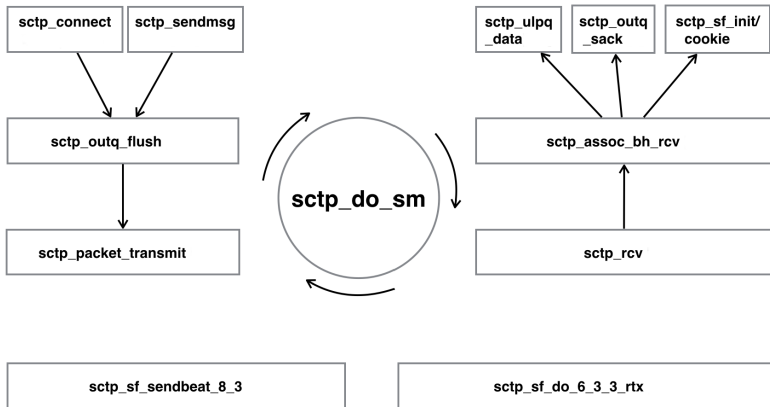 sctp_connect
sctp_sendmsg
sctp_ulpq
_data
sctp_outq
_sack
sctp_sf_init/
cookie
sctp_outq_flush
sctp_assoc_bh_rcv
sctp_do_sm
sctp_packet_transmit
sctp_rcv
sctp_sf_sendbeat_8_3
sctp_sf_do_6_3_3_rtx